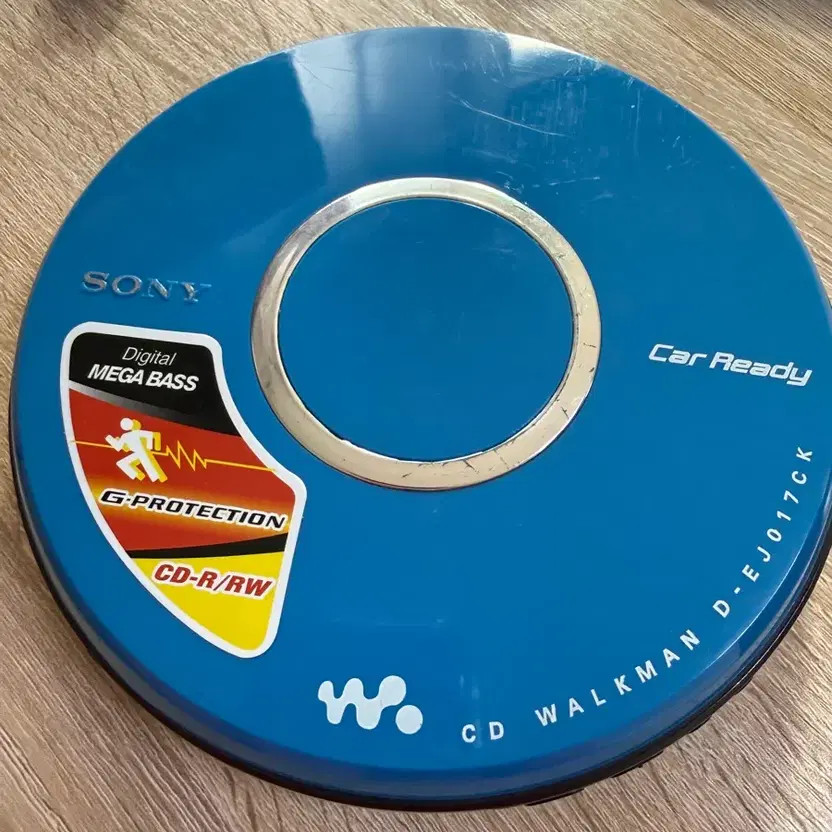 SONY
Digital
MEGA BASS
G-PROTECTION
CD-R/RW
Car Ready
CD WALKMAN D-EJ017CK